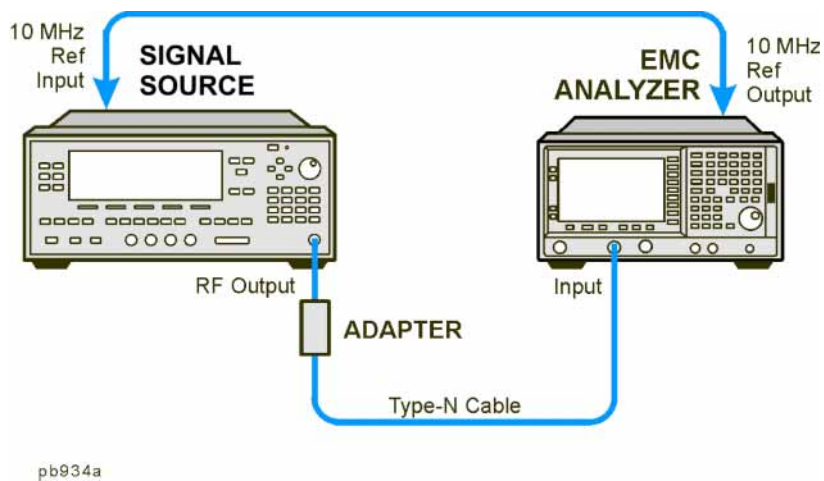 10 MHz
Ref
Input
SIGNAL
SOURCE
EMC
ANALYZER
10 MHz
Ref
Output
RF Output
Input
ADAPTER
Type-N Cable
pb934a